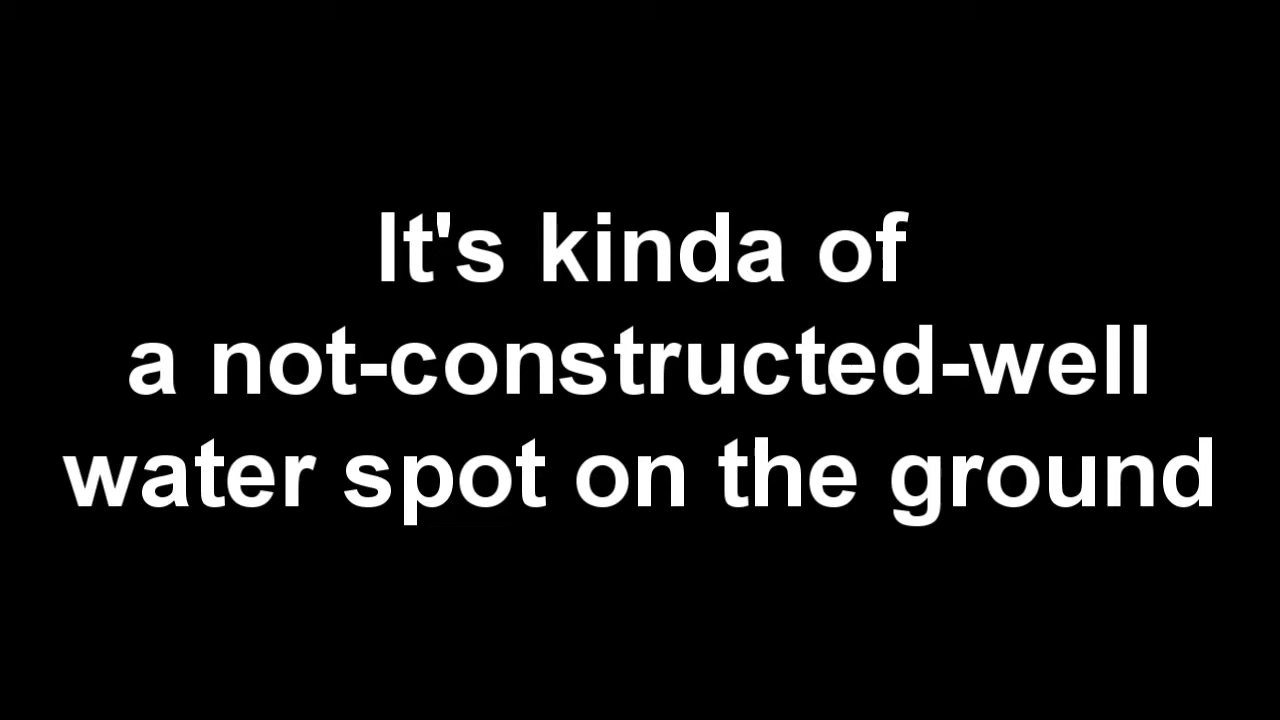 It's kinda of
a not-constructed-well
water spot on the ground